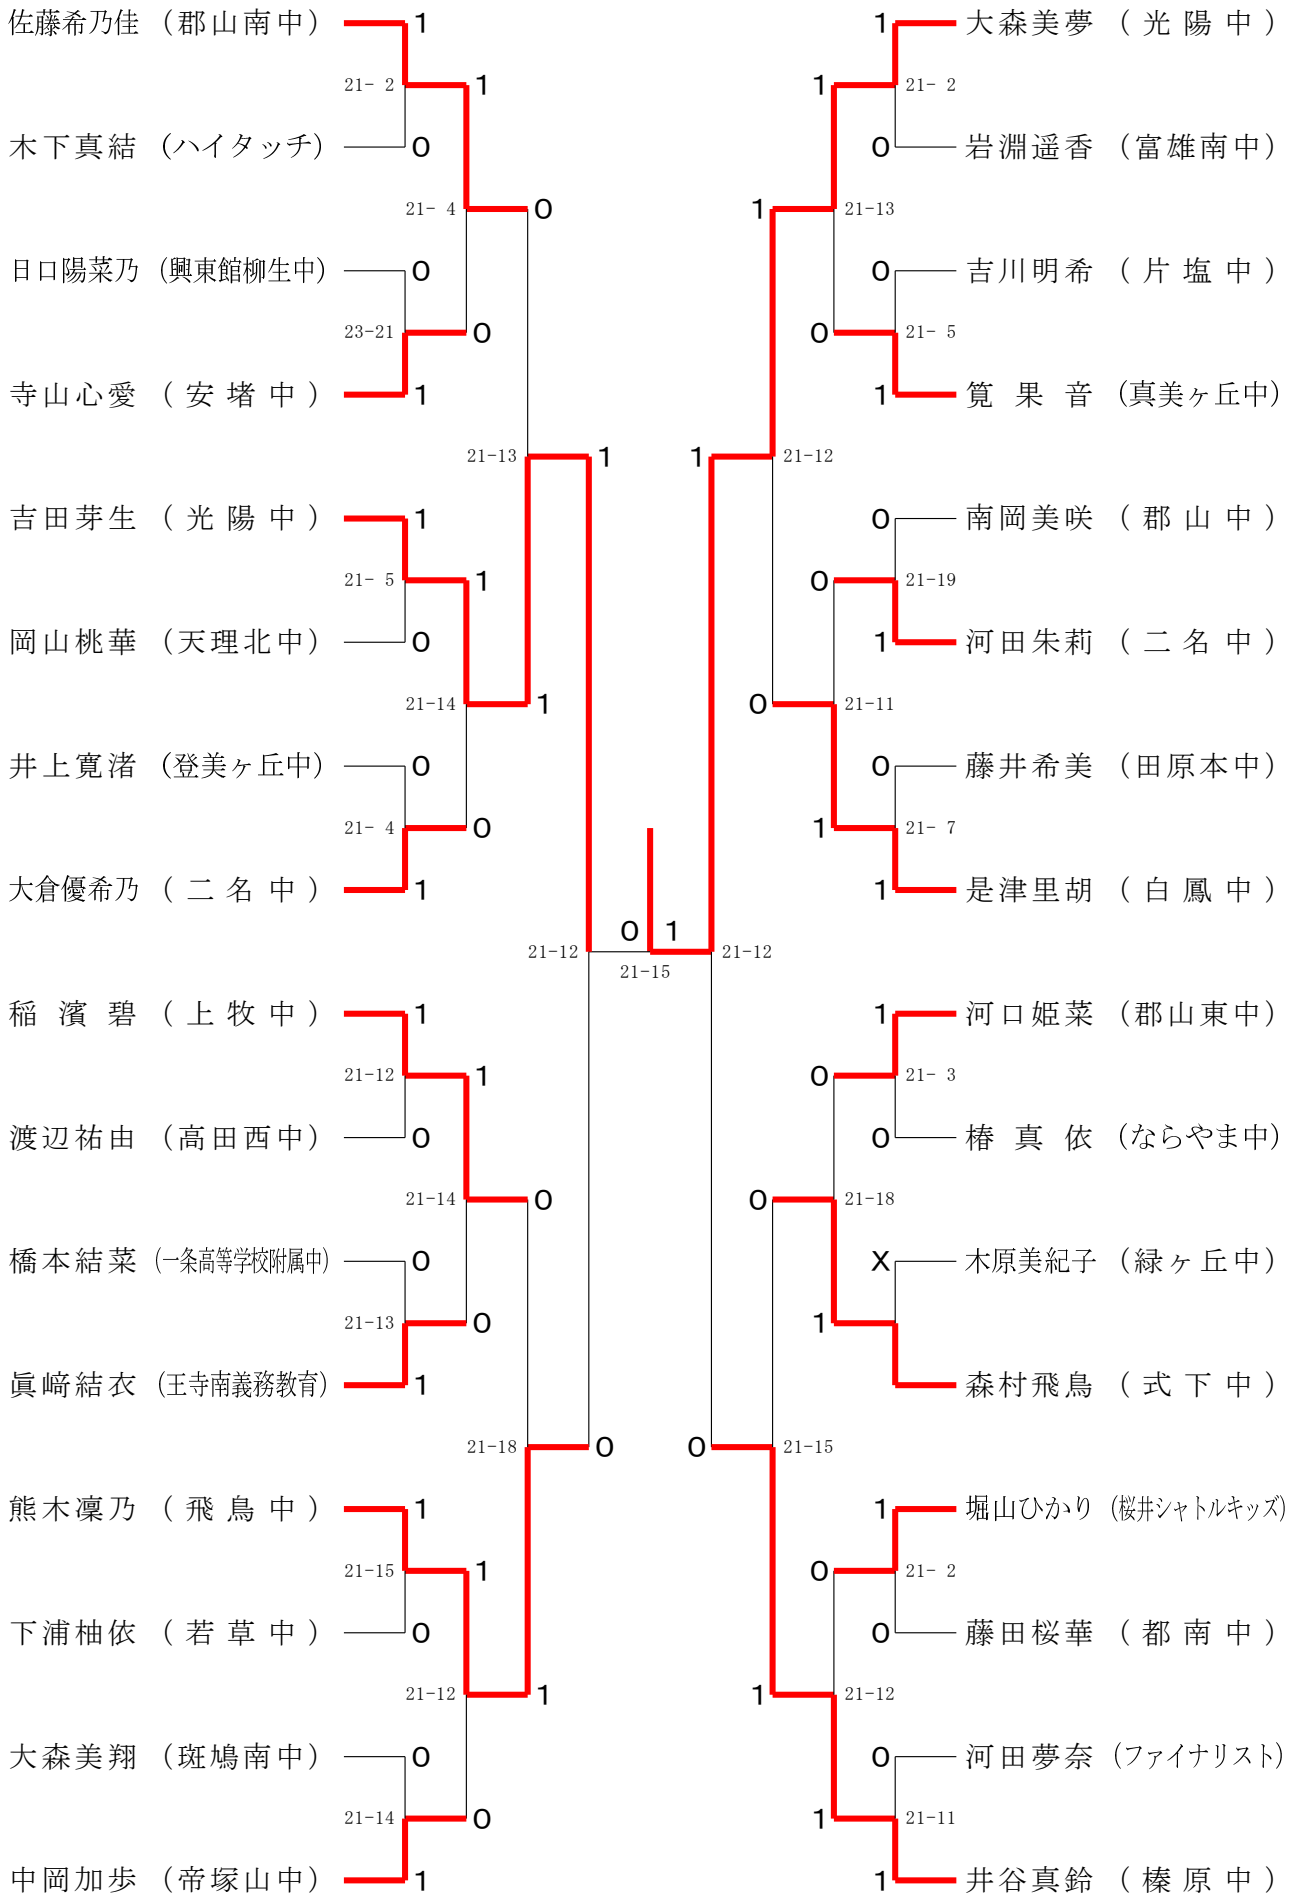 佐藤希乃佳 (郡山南中) 1 1 大森美夢 (光陽中)
21- 2 1 1 21- 2
木下真結 (ハイタッチ) 0 0 岩淵遥香 (富雄南中)
21- 4 0 1 21-13
日口陽菜乃 (興東館柳生中) 0 0 吉川明希 (片塩中)
23-21 0 0 21- 5
寺山心愛 (安堵中) 1 1 筧果音 (真美ヶ丘中)
21-13 1 1 21-12
吉田芽生 (光陽中) 1 0 南岡美咲 (郡山中)
21- 5 1 0 21-19
岡山桃華 (天理北中) 0 1 河田朱莉 (二名中)
21-14 1 0 21-11
井上寛渚 (登美ヶ丘中) 0 0 藤井希美 (田原本中)
21- 4 0 1 21- 7
大倉優希乃 (二名中) 1 1 是津里胡 (白鳳中)
0 1
21-12 21-12
21-15
稲濱碧 (上牧中) 1 1 河口姫菜 (郡山東中)
21-12 1 0 21- 3
渡辺祐由 (高田西中) 0 0 椿真依 (ならやま中)
21-14 0 0 21-18
橋本結菜 (一条高等学校附属中) 0 X 木原美紀子 (緑ヶ丘中)
21-13 0 1
眞﨑結衣 (王寺南義務教育) 1 森村飛鳥 (式下中)
21-18 0 0 21-15
熊木凜乃 (飛鳥中) 1 1 堀山ひかり (桜井シャトルキッズ)
21-15 1 0 21- 2
下浦柚依 (若草中) 0 0 藤田桜華 (都南中)
21-12 1 1 21-12
大森美翔 (斑鳩南中) 0 0 河田夢奈 (ファイナリスト)
21-14 0 1 21-11
中岡加歩 (帝塚山中) 1 1 井谷真鈴 (榛原中)